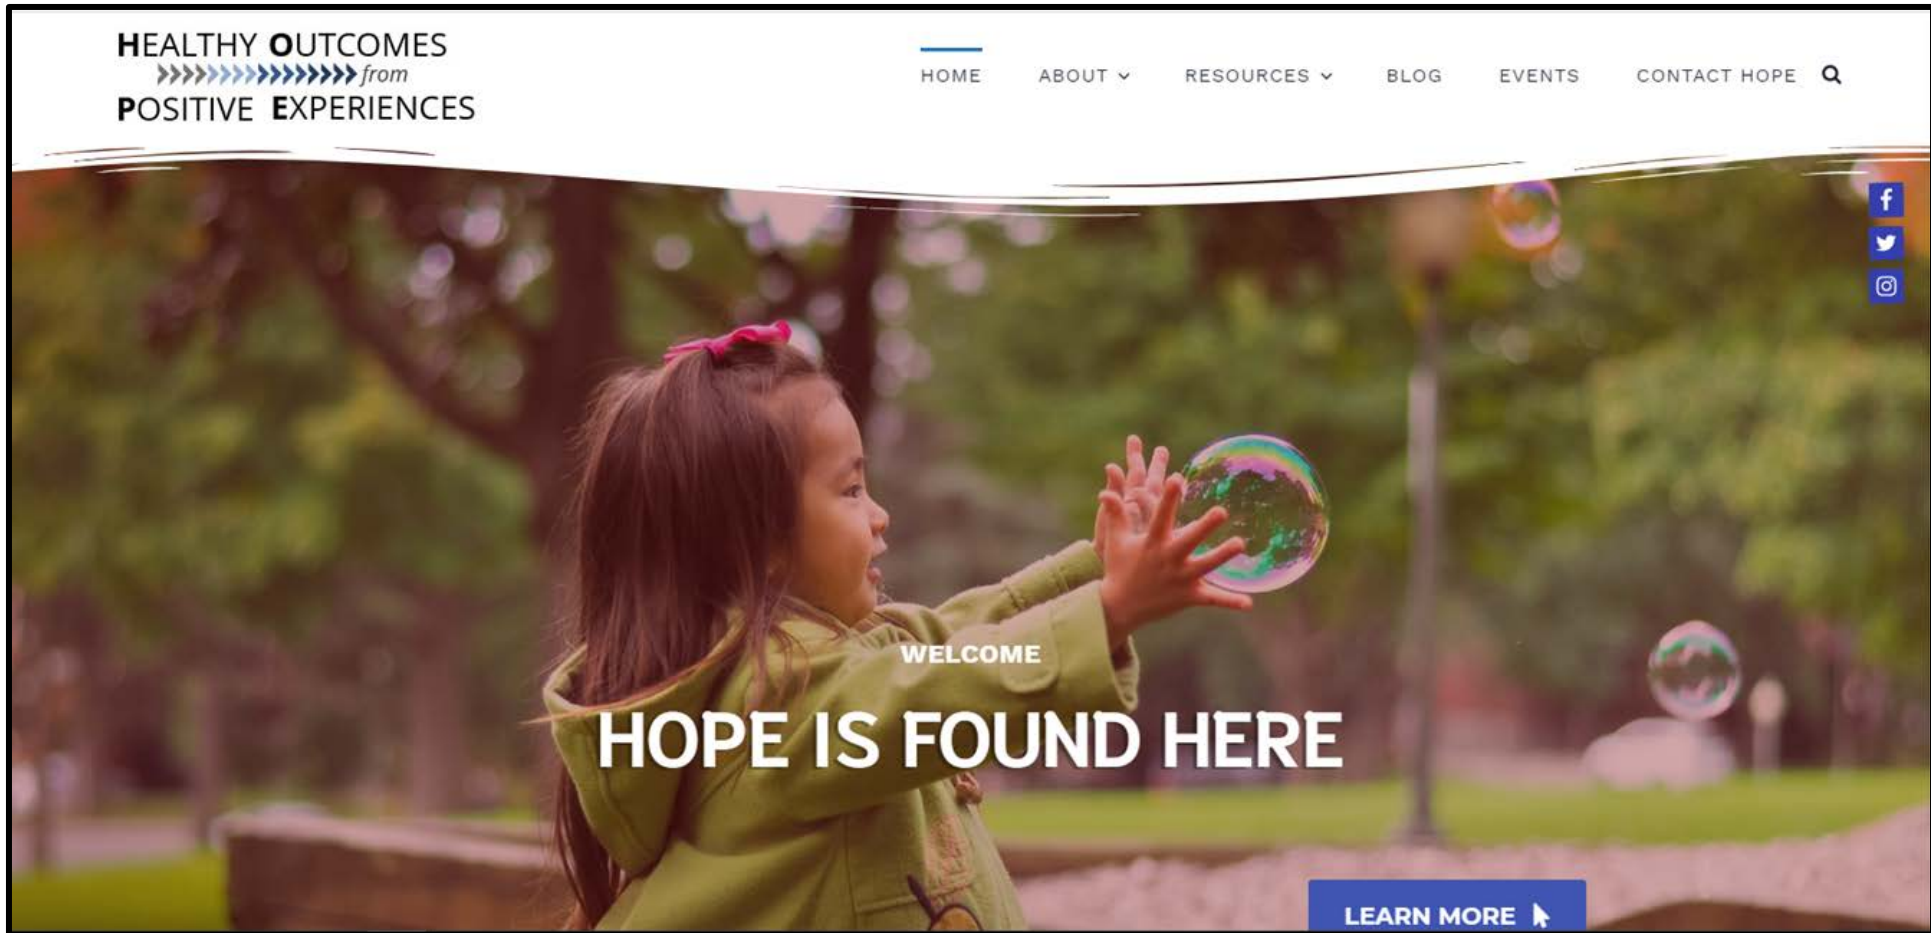 HEALTHY OUTCOMES
from
POSITIVE EXPERIENCES
HOME ABOUT RESOURCES BLOG EVENTS CONTACT HOPE
WELCOME
HOPE IS FOUND HERE
LEARN MORE